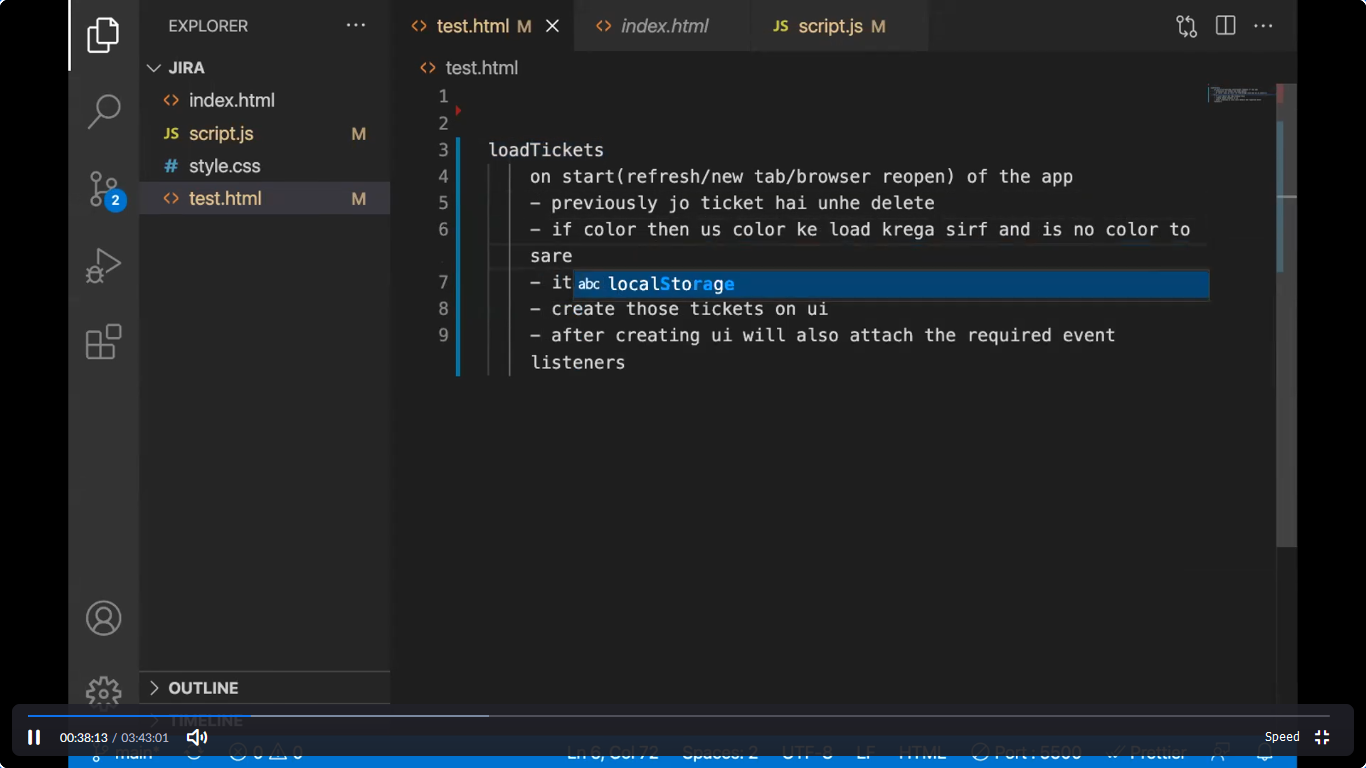 EXPLORER
test.html M
index.html
script.js M
JIRA
test.html
index.html
script.js M
style.css
test.html M
2
1
2
3 loadTickets
4 on start(refresh/new tab/browser reopen) of the app
5 - previously jo ticket hai unhe delete
6 - if color then us color ke load krega sirf and is no color to
sare
7 - it
abc localStorage
8 - create those tickets on ui
9 - after creating ui will also attach the required event
listeners
OUTLINE
TIMELINE
00:38:13 / 03:43:01
Speed
main* 0 0 Ln 6, Col 72 Spaces: 2 UTF-8 LF HTML Port : 5500 Prettier